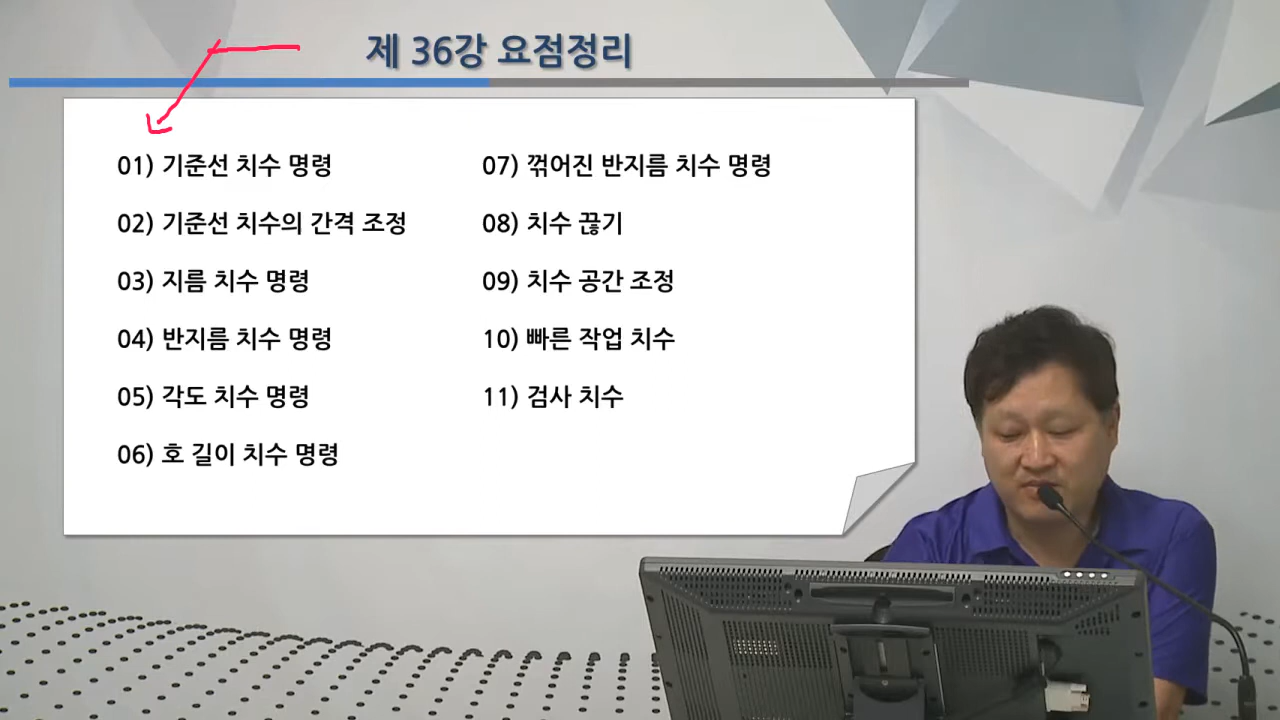 제 36강 요점정리
01) 기준선 치수 명령
02) 기준선 치수의 간격 조정
03) 지름 치수 명령
04) 반지름 치수 명령
05) 각도 치수 명령
06) 호 길이 치수 명령
07) 꺾어진 반지름 치수 명령
08) 치수 끊기
09) 치수 공간 조정
10) 빠른 작업 치수
11) 검사 치수